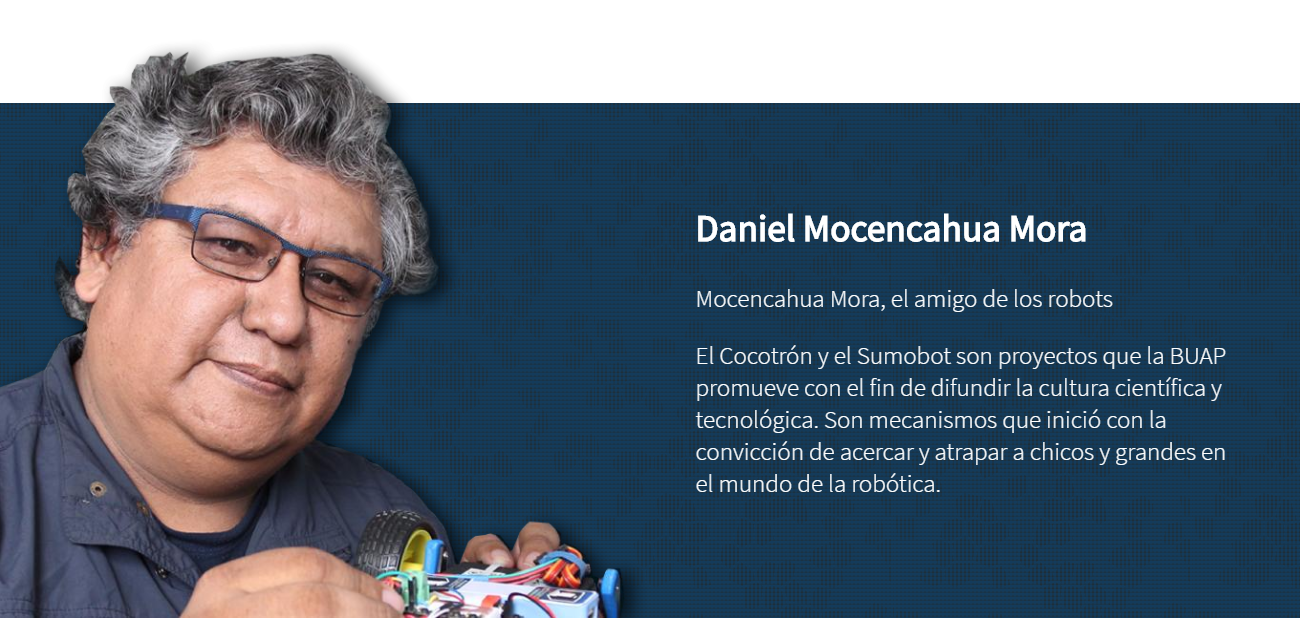 Daniel Mocencahua Mora
Mocencahua Mora, el amigo de los robots
El Cocotrón y el Sumobot son proyectos que la BUAP
promueve con el fin de difundir la cultura científica y
tecnológica. Son mecanismos que inició con la
convicción de acercar y atrapar a chicos y grandes en
el mundo de la robótica.